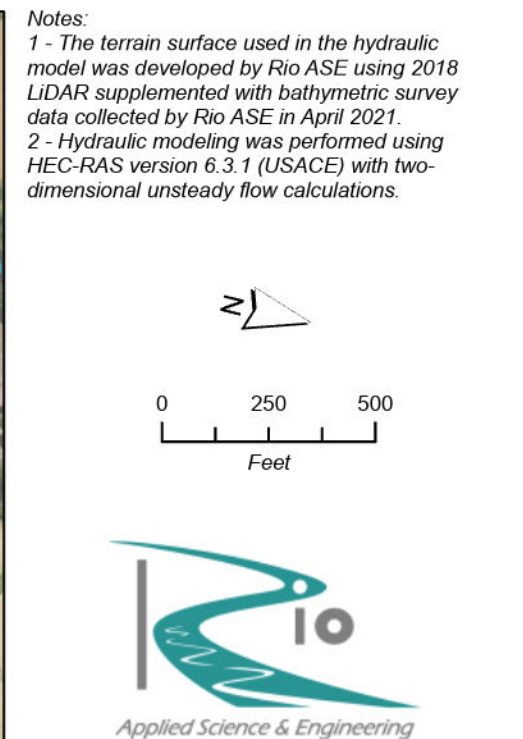 Notes:
1 - The terrain surface used in the hydraulic
model was developed by Rio ASE using 2018
LiDAR supplemented with bathymetric survey
data collected by Rio ASE in April 2021.
2 - Hydraulic modeling was performed using
HEC-RAS version 6.3.1 (USACE) with two-
dimensional unsteady flow calculations.
N
0 250 500
Feet
Rio
Applied Science & Engineering